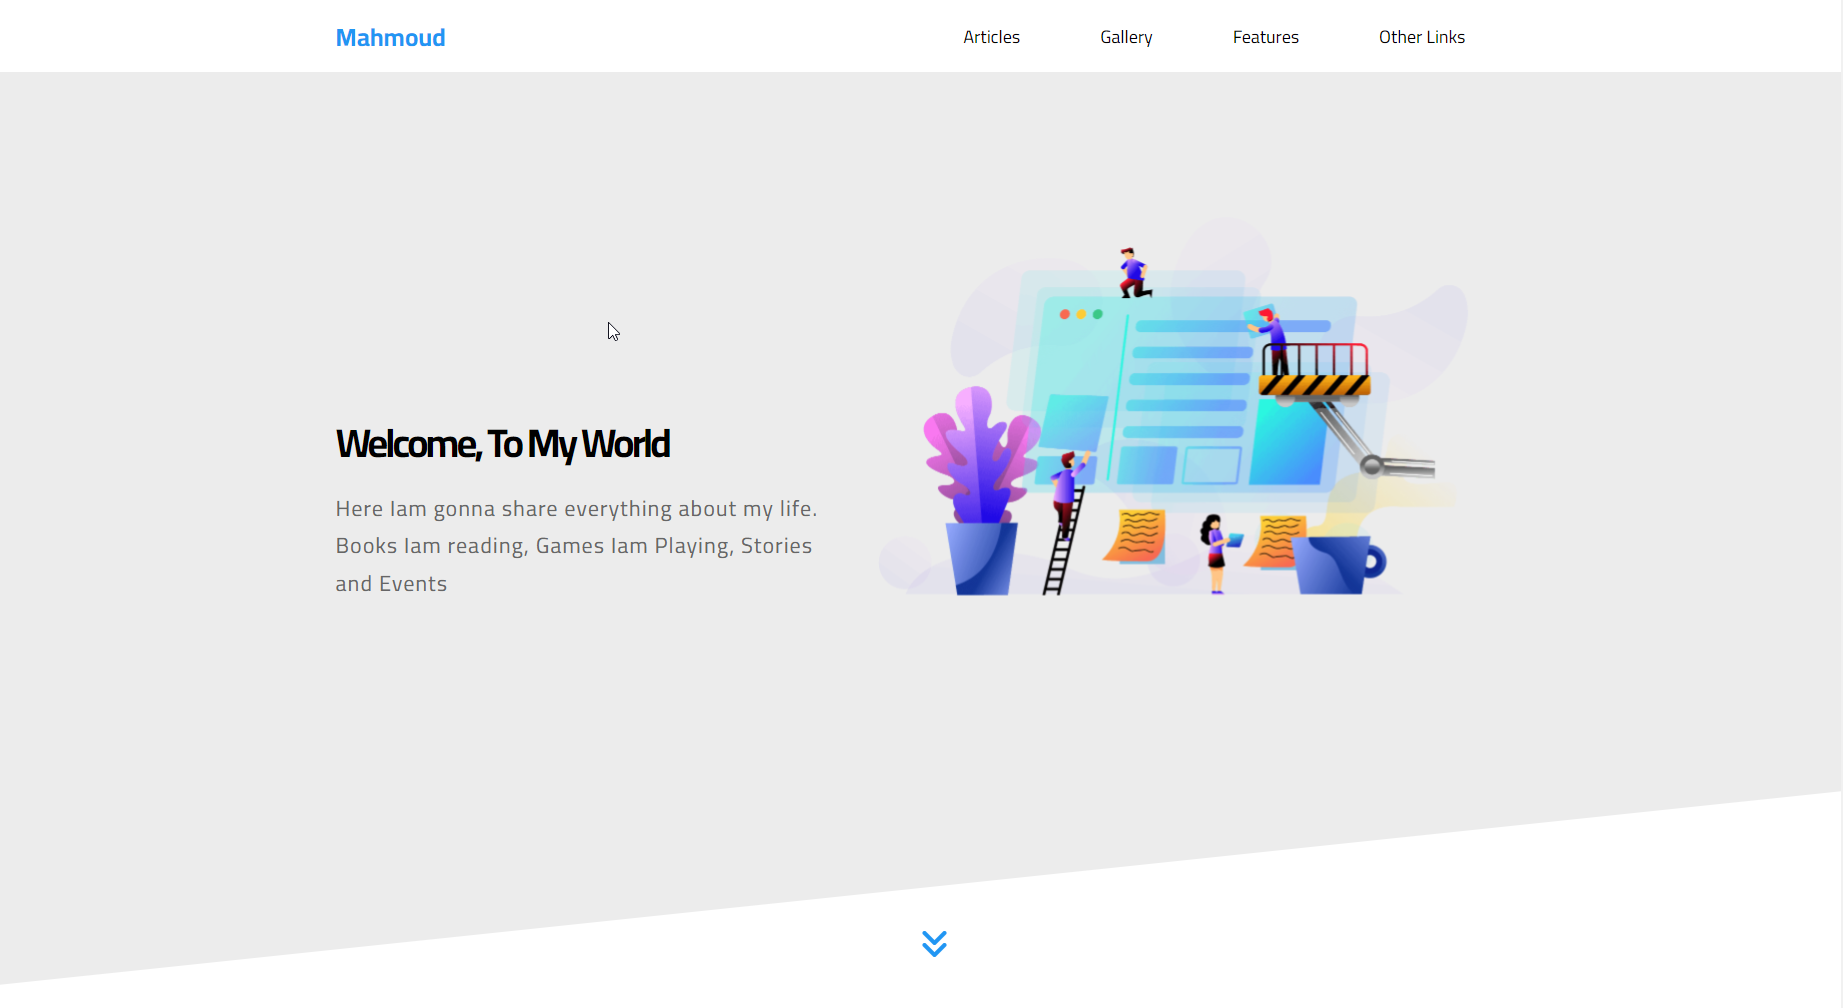 Mahmoud
Articles
Gallery
Features
Other Links
Welcome, To My World
Here Iam gonna share everything about my life.
Books Iam reading, Games Iam Playing, Stories
and Events